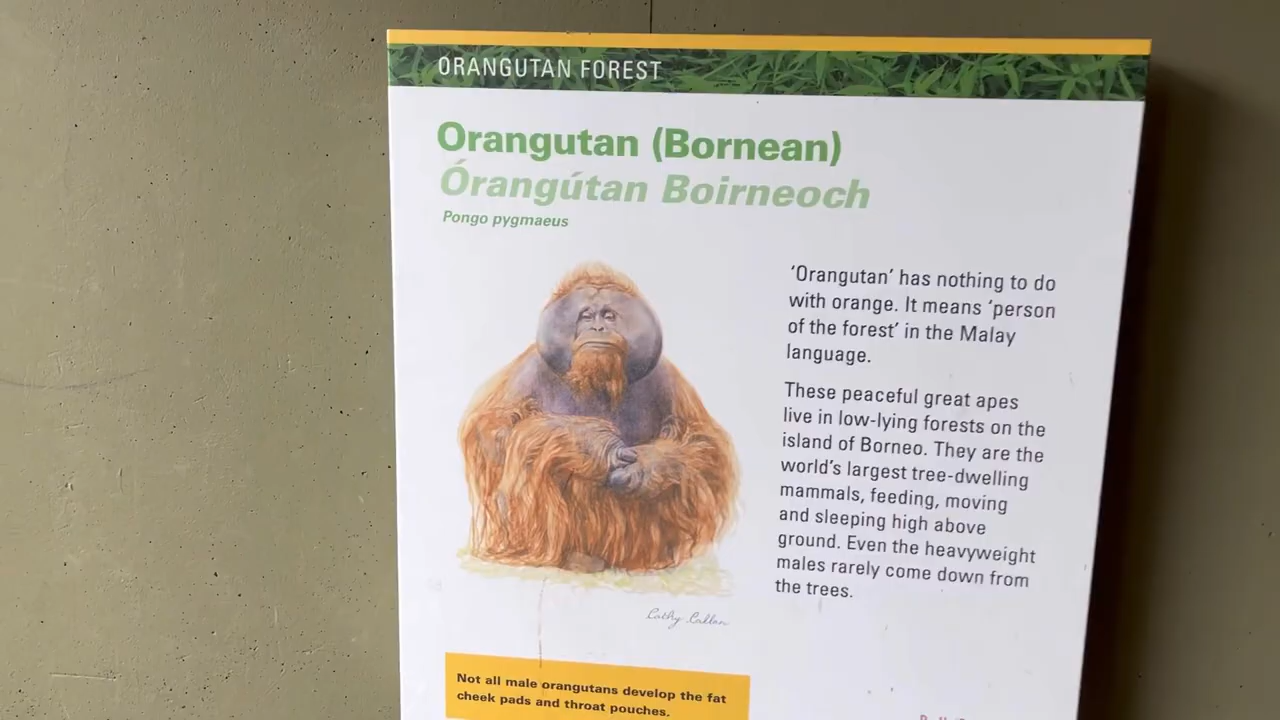 ORANGUTAN FOREST
Orangutan (Bornean)
Órangútan Boirneoch
Pongo pygmaeus
‘Orangutan’ has nothing to do
with orange. It means ‘person
of the forest’ in the Malay
language.
These peaceful great apes
live in low-lying forests on the
island of Borneo. They are the
world’s largest tree-dwelling
mammals, feeding, moving
and sleeping high above
ground. Even the heavyweight
males rarely come down from
the trees.
Cathy Callan
Not all male orangutans develop the fat
cheek pads and throat pouches.